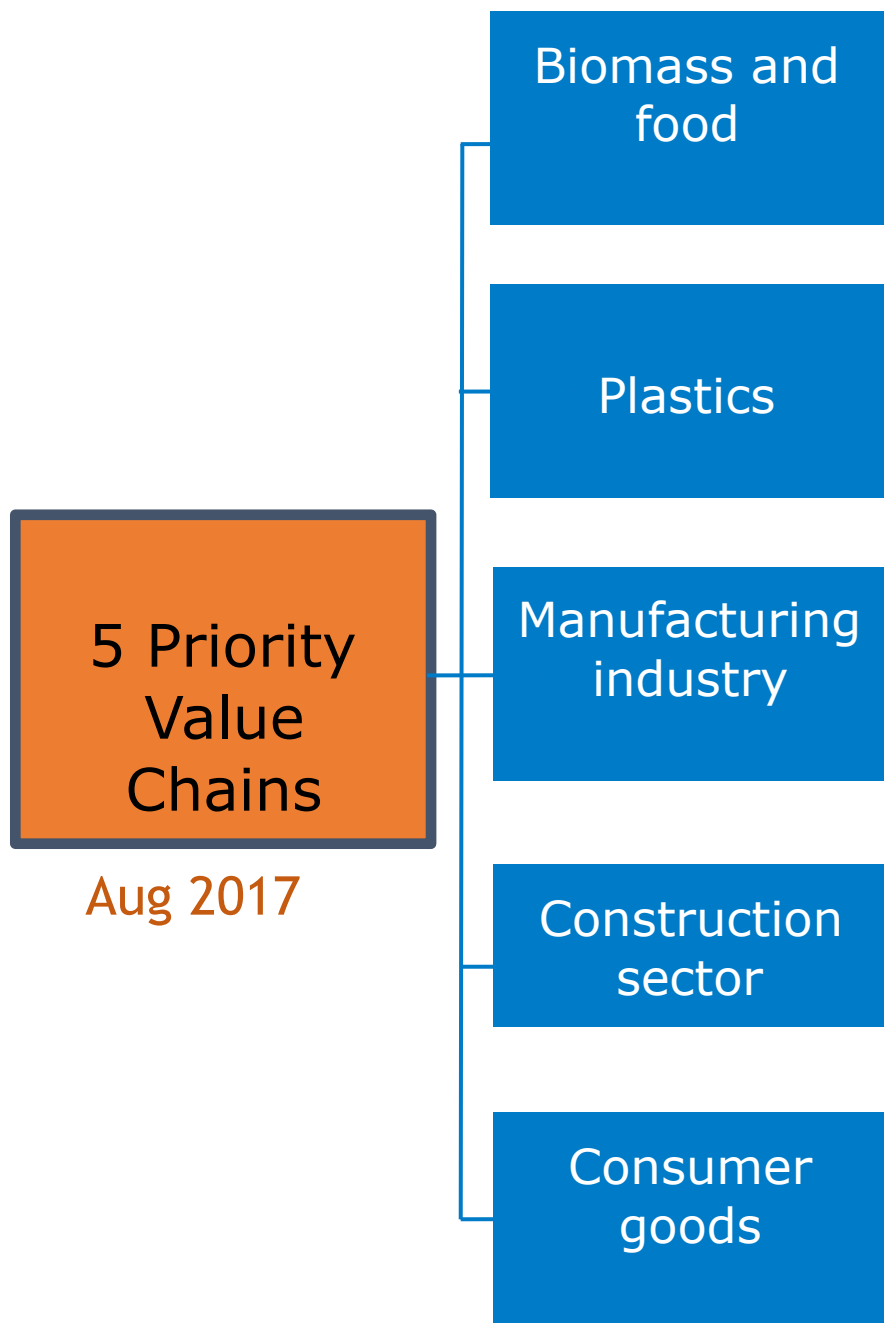 Biomass and
food
Plastics
Manufacturing
industry
5 Priority
Value
Chains
Aug 2017
Construction
sector
Consumer
goods